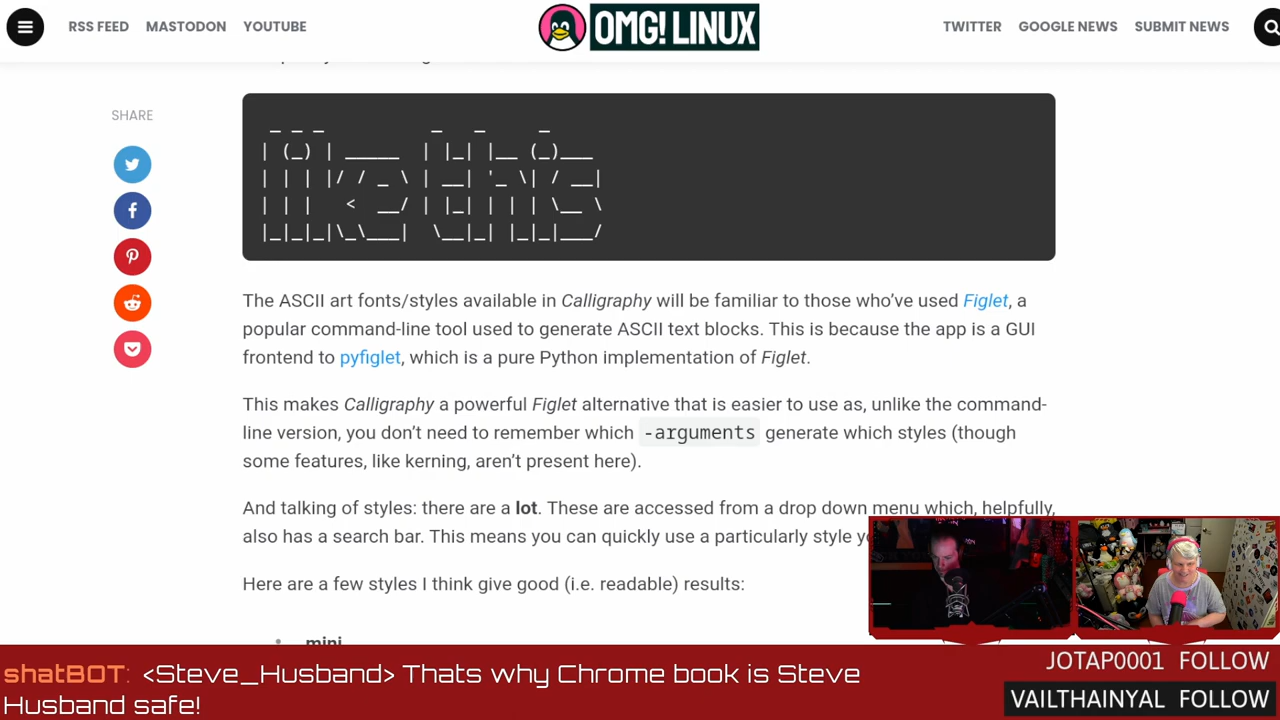 RSS FEED MASTODON YOUTUBE
OMG! LINUX
TWITTER GOOGLE NEWS SUBMIT NEWS
SHARE
like this
The ASCII art fonts/styles available in Calligraphy will be familiar to those who’ve used Figlet, a
popular command-line tool used to generate ASCII text blocks. This is because the app is a GUI
frontend to pyfiglet, which is a pure Python implementation of Figlet.
This makes Calligraphy a powerful Figlet alternative that is easier to use as, unlike the command-
line version, you don’t need to remember which -arguments generate which styles (though
some features, like kerning, aren’t present here).
And talking of styles: there are a lot. These are accessed from a drop down menu which, helpfully,
also has a search bar. This means you can quickly use a particularly style
Here are a few styles I think give good (i.e. readable) results:
mini
shatBOT: <Steve_Husband> Thats why Chrome book is Steve
Husband safe!
JOTAP0001 FOLLOW
VAILTHAINYAL FOLLOW